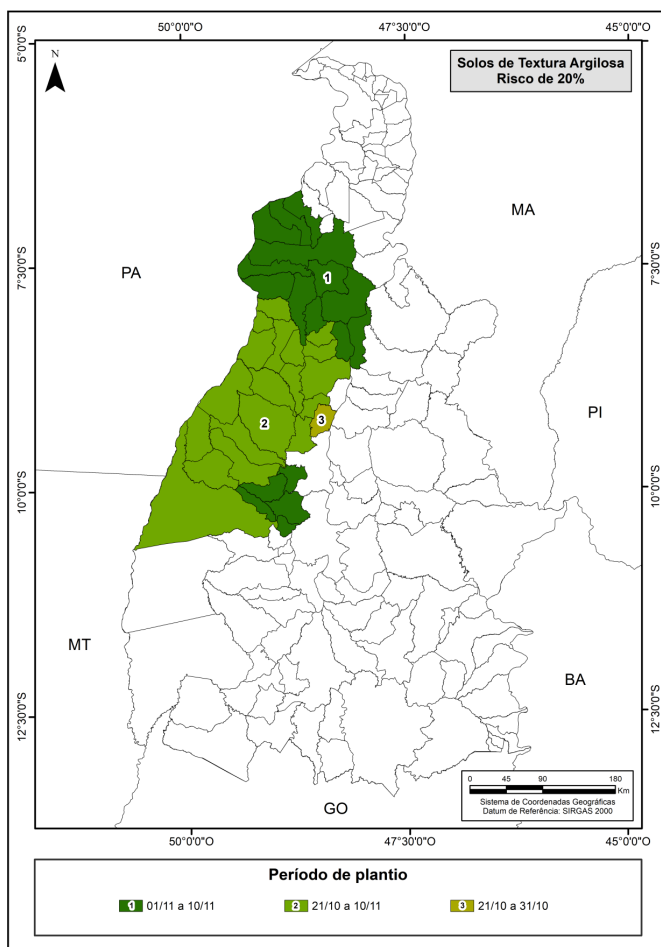 50°0'0"O 47°30'0"O 45°0'0"O
5°0'0"S
N
Solos de Textura Argilosa
Risco de 20%
MA
PA
7°30'0"S 7°30'0"S
1
PI
2
3
10°0'0"S 10°0'0"S
MT
BA
12°30'0"S 12°30'0"S
0 45 90 180
Km
Sistema de Coordenadas Geográficas
Datum de Referência: SIRGAS 2000
GO
50°0'0"O 47°30'0"O 45°0'0"O
Período de plantio
1 01/11 a 10/11 2 21/10 a 10/11 3 21/10 a 31/10